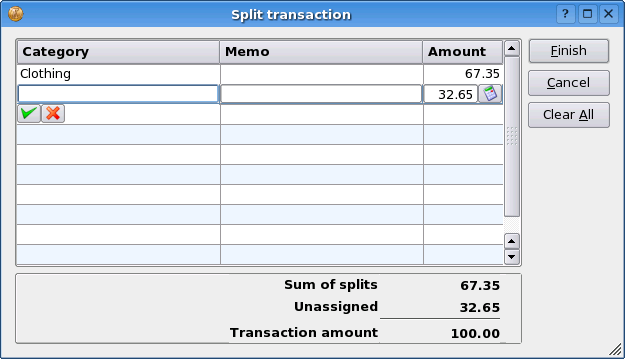 Split transaction
Category Memo Amount Finish
Clothing 67.35
32.65 Cancel
Clear All
Sum of splits 67.35
Unassigned 32.65
Transaction amount 100.00